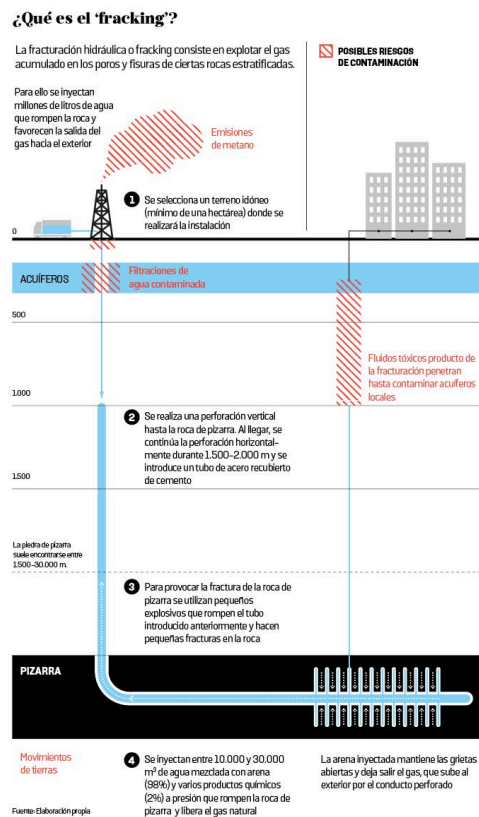 ¿Qué es el ‘fracking’?
La fracturación hidráulica o fracking consiste en explotar el gas
acumulado en los poros y fisuras de ciertas rocas estratificadas.
POSIBLES RIESGOS
DE CONTAMINACIÓN
Para ello se inyectan
millones de litros de agua
que rompen la roca y
favorecen la salida del
gas hacia el exterior
Emisiones
de metano
1 Se selecciona un terreno idóneo
(mínimo de una hectárea) donde se
realizará la instalación
0
ACUÍFEROS
Filtraciones de
agua contaminada
500
Fluidos tóxicos producto de
la fracturación penetran
hasta contaminar acuíferos
locales
1.000
2 Se realiza una perforación vertical
hasta la roca de pizarra. Al llegar, se
continúa la perforación horizontal-
mente durante 1.500-2.000 m y se
introduce un tubo de acero recubierto
de cemento
1.500
La piedra de pizarra
suele encontrarse entre
1.500-30.000 m.
3 Para provocar la fractura de la roca de
pizarra se utilizan pequeños
explosivos que rompen el tubo
introducido anteriormente y hacen
pequeñas fracturas en la roca
PIZARRA
Movimientos
de tierras
4 Se inyectan entre 10.000 y 30.000
m³ de agua mezclada con arena
(98%) y varios productos químicos
(2%) a presión que rompen la roca de
pizarra y libera el gas natural
La arena inyectada mantiene las grietas
abiertas y deja salir el gas, que sube al
exterior por el conducto perforado
Fuente: Elaboración propia